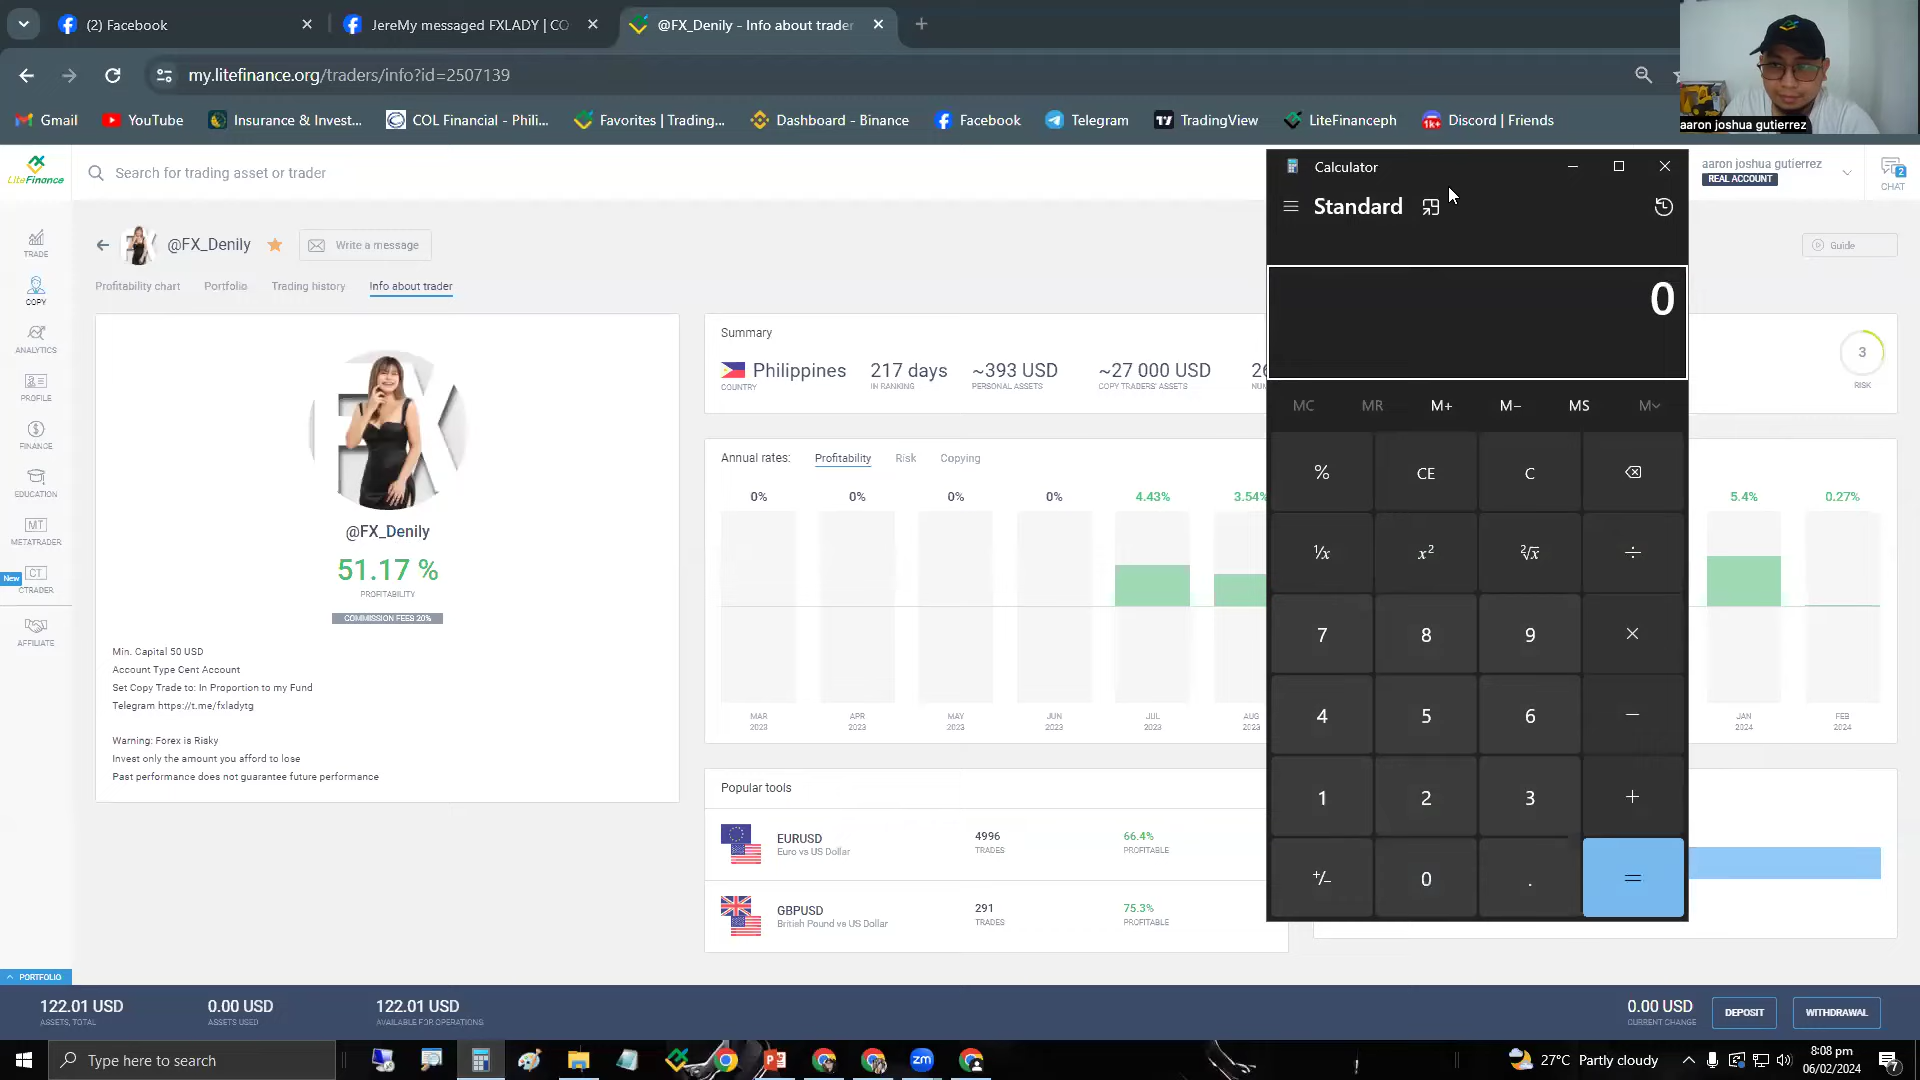 (2) Facebook
JereMy messaged FXLADY | CO
@FX_Denily - Info about trader
my.litefinance.org/traders/info?id=2507139
Gmail
YouTube
Insurance & Invest...
COL Financial - Phili...
Favorites | Trading...
Dashboard - Binance
Facebook
Telegram
TradingView
LiteFinanceph
Discord | Friends
aaron joshua gutierrez
LiteFinance
Search for trading asset or trader
aaron joshua gutierrez
REAL ACCOUNT
2
CHAT
TRADE
COPY
ANALYTICS
PROFILE
FINANCE
EDUCATION
MT
METATRADER
New
CT
CTRADER
AFFILIATE
@FX_Denily
Write a message
Guide
Profitability chart
Portfolio
Trading history
Info about trader
@FX_Denily
51.17 %
PROFITABILITY
COMMISSION FEES 20%
Min. Capital 50 USD
Account Type Cent Account
Set Copy Trade to: In Proportion to my Fund
Telegram https://t.me/fxladytg
Warning: Forex is Risky
Invest only the amount you afford to lose
Past performance does not guarantee future performance
Summary
Philippines
COUNTRY
217 days
IN RANKING
~393 USD
PERSONAL ASSETS
~27 000 USD
COPY TRADERS' ASSETS
26
NUM
3
RISK
Annual rates:
Profitability
Risk
Copying
0%
0%
0%
0%
4.43%
3.54%
5.4%
0.27%
MAR
2023
APR
2023
MAY
2023
JUN
2023
JUL
2023
AUG
2023
JAN
2024
FEB
2024
Popular tools
EURUSD
Euro vs US Dollar
4996
TRADES
66.4%
PROFITABLE
GBPUSD
British Pound vs US Dollar
291
TRADES
75.3%
PROFITABLE
Calculator
Standard
0
MC MR M+ M− MS M˅
% CE C
¹/x x² ²√x ÷
7 8 9 ×
4 5 6 −
1 2 3 +
+/− 0 . =
PORTFOLIO
122.01 USD
ASSETS, TOTAL
0.00 USD
ASSETS USED
122.01 USD
AVAILABLE FOR OPERATIONS
0.00 USD
CURRENT CHANGE
DEPOSIT
WITHDRAWAL
Type here to search
zm
27°C Partly cloudy
8:08 pm
06/02/2024
7